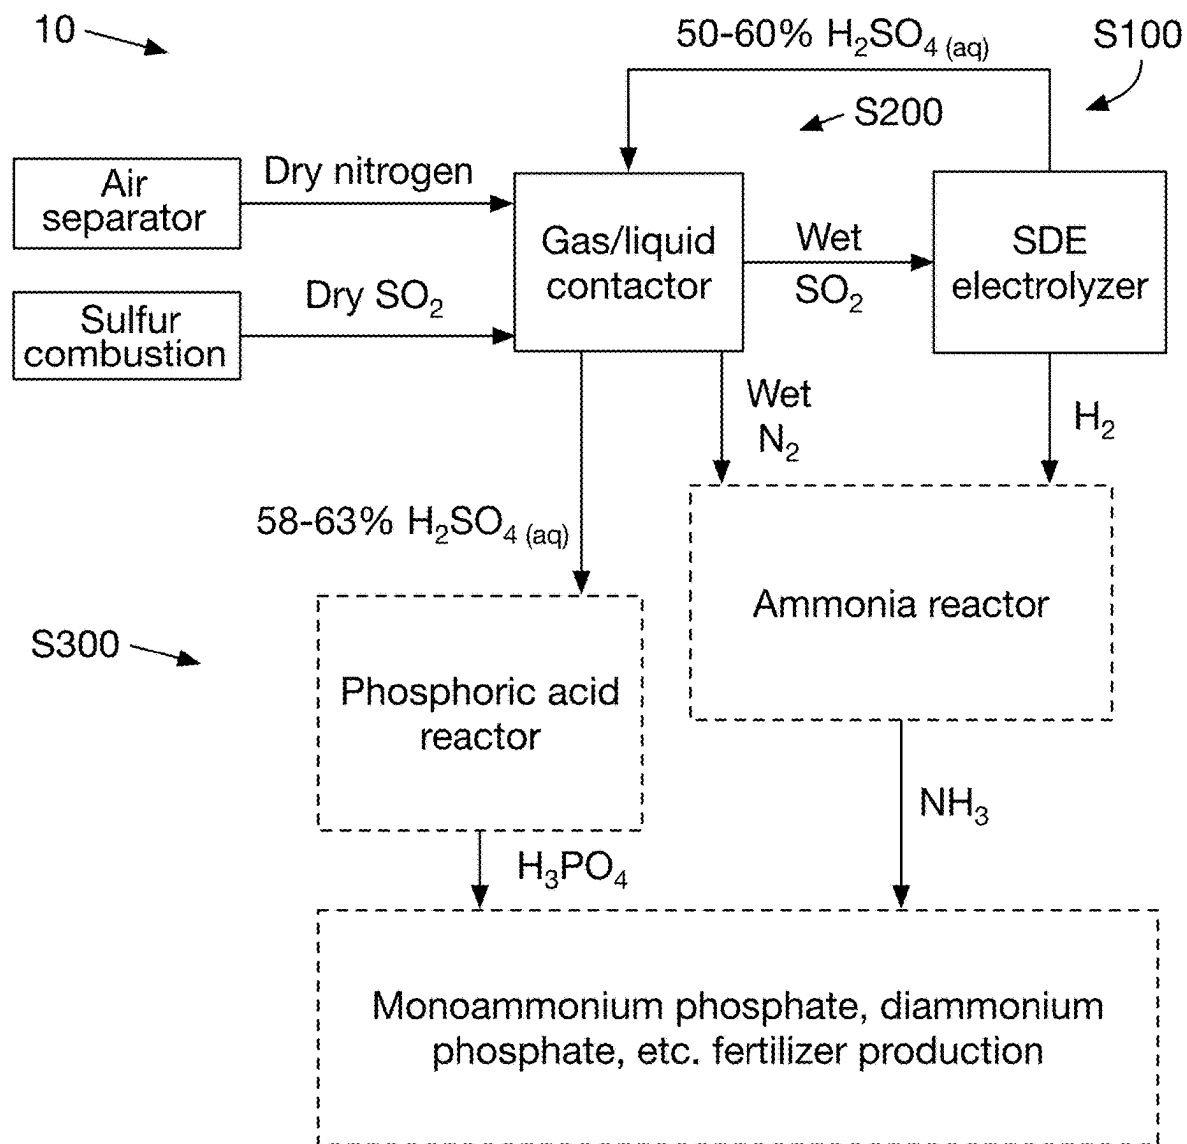 10
50-60% H₂SO₄ (aq)
S100
S200
Air
separator
Dry nitrogen
Gas/liquid
contactor
Wet
SO₂
SDE
electrolyzer
Sulfur
combustion
Dry SO₂
Wet
N₂
H₂
58-63% H₂SO₄ (aq)
Ammonia reactor
S300
Phosphoric acid
reactor
NH₃
H₃PO₄
Monoammonium phosphate, diammonium
phosphate, etc. fertilizer production